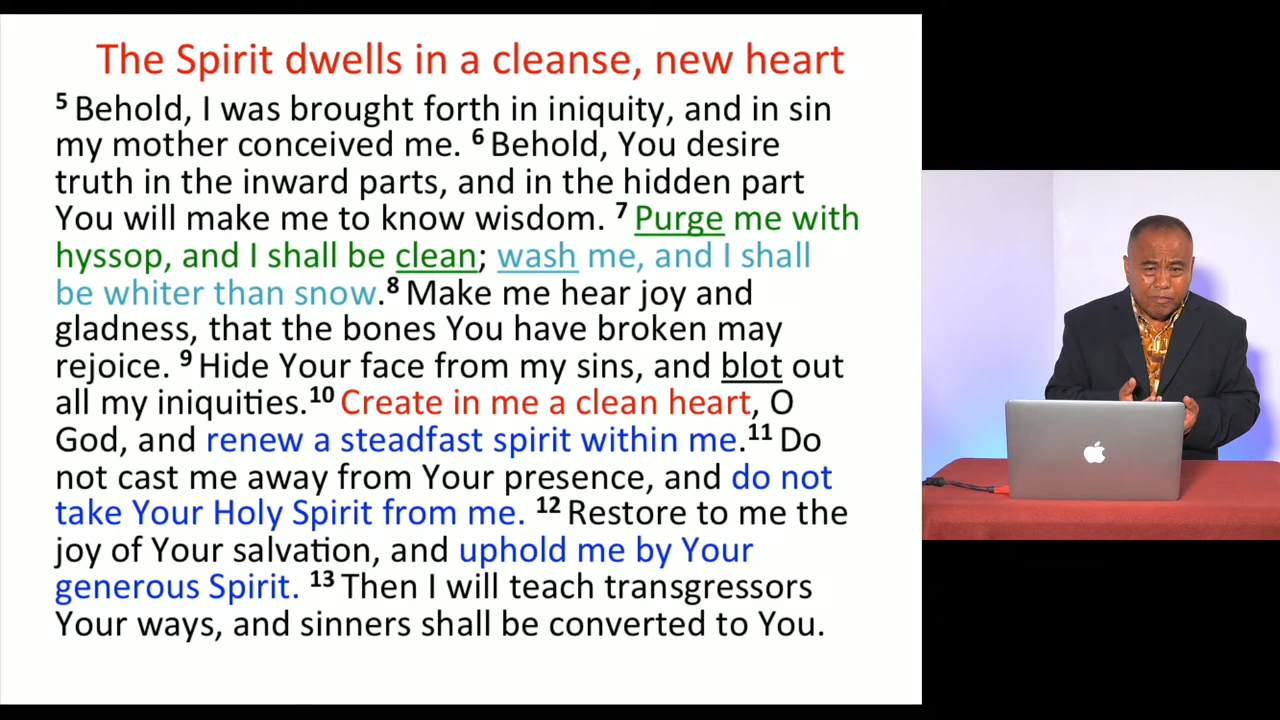 The Spirit dwells in a cleanse, new heart
5 Behold, I was brought forth in iniquity, and in sin
my mother conceived me. 6 Behold, You desire
truth in the inward parts, and in the hidden part
You will make me to know wisdom. 7 Purge me with
hyssop, and I shall be clean; wash me, and I shall
be whiter than snow.8 Make me hear joy and
gladness, that the bones You have broken may
rejoice. 9 Hide Your face from my sins, and blot out
all my iniquities.10 Create in me a clean heart, O
God, and renew a steadfast spirit within me.11 Do
not cast me away from Your presence, and do not
take Your Holy Spirit from me. 12 Restore to me the
joy of Your salvation, and uphold me by Your
generous Spirit. 13 Then I will teach transgressors
Your ways, and sinners shall be converted to You.